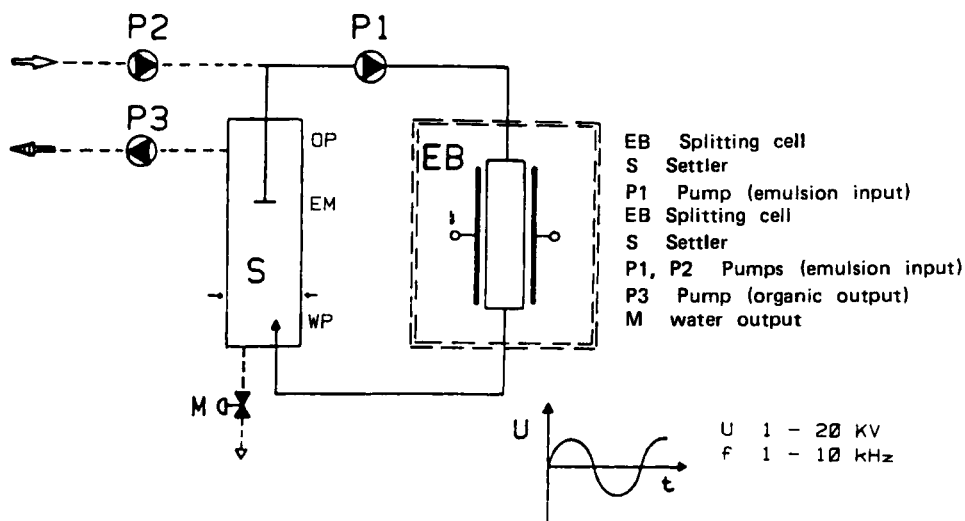 P2
P1
P3
OP
EB
EM
S
WP
M
EB Splitting cell
S Settler
P1 Pump (emulsion input)
EB Splitting cell
S Settler
P1, P2 Pumps (emulsion input)
P3 Pump (organic output)
M water output
U
t
U 1 - 20 KV
f 1 - 10 kHz